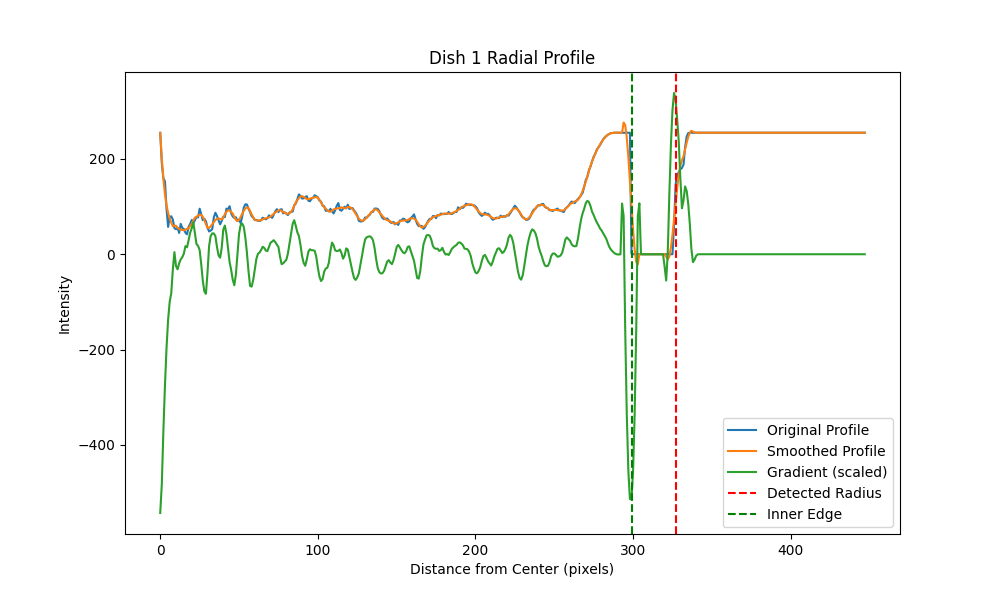 Dish 1 Radial Profile
Intensity
200
0
−200
−400
0 100 200 300 400
Distance from Center (pixels)
Original Profile
Smoothed Profile
Gradient (scaled)
Detected Radius
Inner Edge